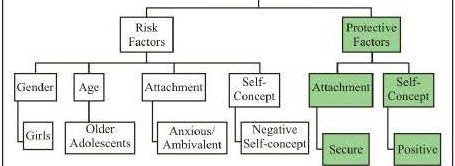 Risk
Factors
Protective
Factors
Gender
Age
Attachment
Self-
Concept
Attachment
Self-
Concept
Girls
Older
Adolescents
Anxious/
Ambivalent
Negative
Self-concept
Secure
Positive